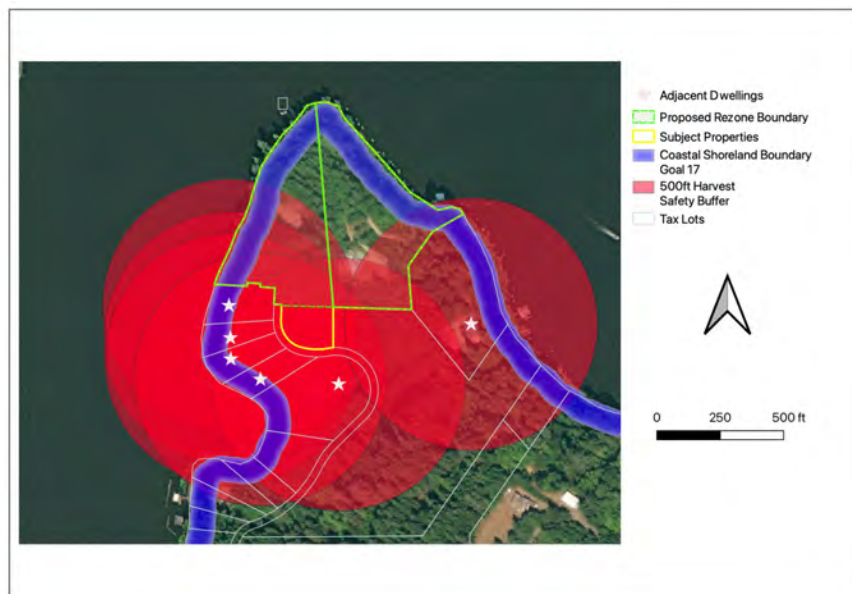 Adjacent Dwellings
Proposed Rezone Boundary
Subject Properties
Coastal Shoreland Boundary
Goal 17
500ft Harvest
Safety Buffer
Tax Lots
0 250 500 ft